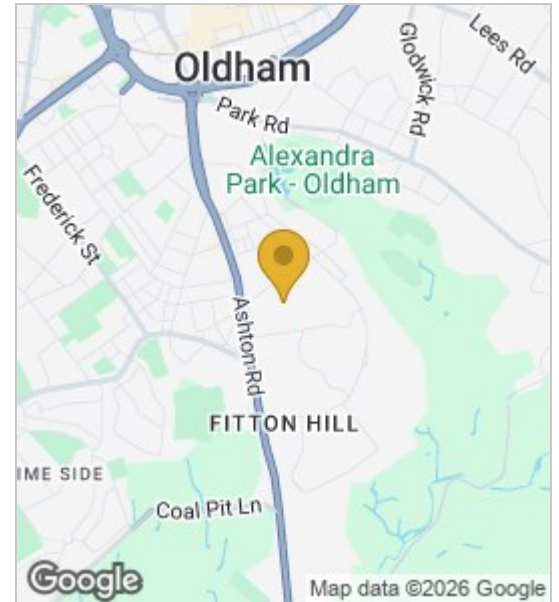 Lees Rd
Glodwick Rd
Oldham
Park Rd
Alexandra
Park - Oldham
Frederick St
Ashton Rd
FITTON HILL
IME SIDE
Coal Pit Ln
Google
Map data ©2026 Google